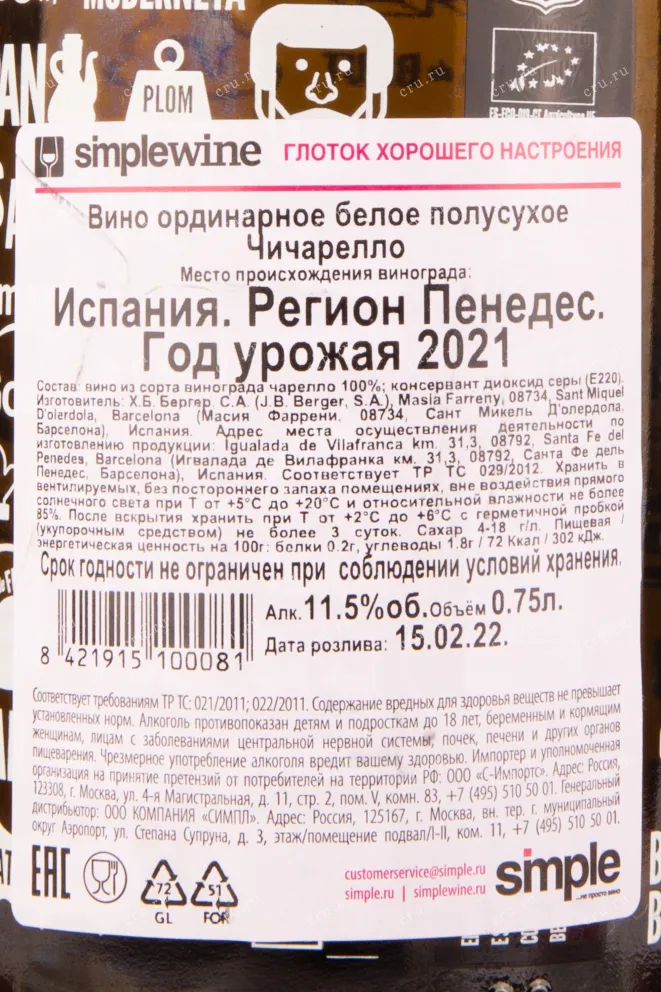 MODERNETA
AN
PLOM
simplewine ГЛОТОК ХОРОШЕГО НАСТРОЕНИЯ
Вино ординарное белое полусухое
Чичарелло
Место происхождения винограда:
Испания. Регион Пенедес.
Год урожая 2021
Состав: вино из сорта винограда чарелло 100%; консервант диоксид серы (E220).
Изготовитель: Х.Б. Бергер, С.А. (J.B. Berger, S.A.), Masia Farreny, 08734, Sant Miquel
D'olerdola, Barcelona (Масия Фаррени, 08734, Сант Микель Д'олердола,
Барселона), Испания. Адрес места осуществления деятельности по
изготовлению продукции: Igualada de Vilafranca km. 31,3, 08792, Santa Fe del
Penedes, Barcelona (Игвалада де Вилафранка км. 31,3, 08792, Санта Фе дель
Пенедес, Барселона), Испания. Соответствует ТР ТС 029/2012. Хранить в
вентилируемых, без постороннего запаха помещениях, вне воздействия прямого
солнечного света при Т от +5°C до +20°C и относительной влажности не более
85%. После вскрытия хранить при Т от +2°C до +6°C с герметичной пробкой
(укупорочным средством) не более 3 суток. Сахар 4-18 г/л. Пищевая /
энергетическая ценность на 100г: белки 0.2г, углеводы 1.8г / 72 Ккал / 302 кДж.
Срок годности не ограничен при соблюдении условий хранения.
Алк. 11.5%об. Объём 0.75л.
Дата розлива: 15.02.22.
8 421915 100081
Соответствует требованиям ТР ТС: 021/2011; 022/2011. Содержание вредных для здоровья веществ не превышает
установленных норм. Алкоголь противопоказан детям и подросткам до 18 лет, беременным и кормящим
женщинам, лицам с заболеваниями центральной нервной системы, почек, печени и других органов
пищеварения. Чрезмерное употребление алкоголя вредит вашему здоровью. Импортер и уполномоченная
организация на принятие претензий от потребителей на территории РФ: ООО «С-Импортс». Адрес: Россия,
123308, г. Москва, ул. 4-я Магистральная, д. 11, стр. 2, пом. V, комн. 83, +7 (495) 510 50 01. Генеральный
дистрибьютор: ООО КОМПАНИЯ «СИМПЛ». Адрес: Россия, 125167, г. Москва, вн. тер. г. муниципальный
округ Аэропорт, ул. Степана Супруна, д. 3, этаж/помещение подвал/I-II, ком. 11, +7 (495) 510 50 01.
EAC
72
GL
51
FOR
customerservice@simple.ru
simple.ru | simplewine.ru
simple
...не просто вино